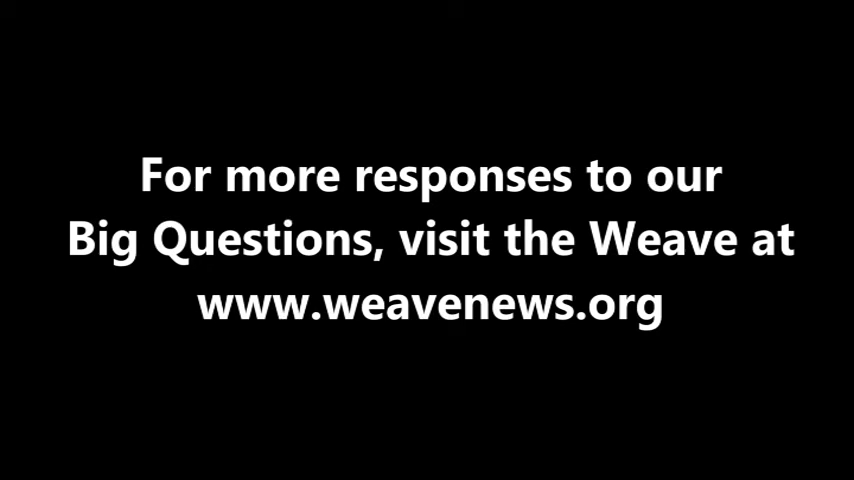 For more responses to our
Big Questions, visit the Weave at
www.weavenews.org